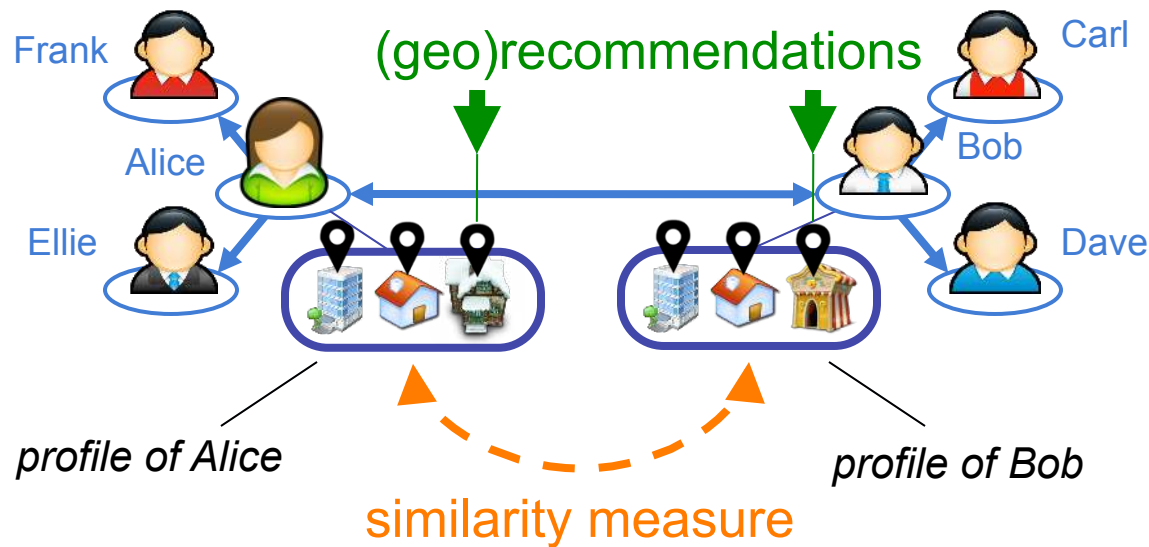 Frank
(geo)recommendations
Carl
Alice
Bob
Ellie
Dave
profile of Alice
profile of Bob
similarity measure